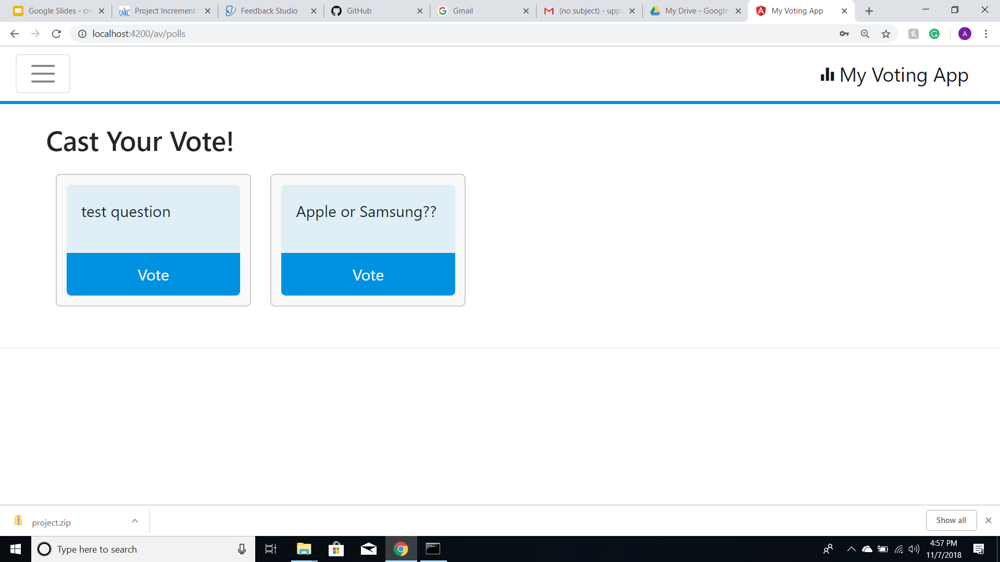 Google Slides - cre
Project Increment
Feedback Studio
GitHub
Gmail
(no subject) - uppa
My Drive - Google
My Voting App
localhost:4200/av/polls
A
My Voting App
Cast Your Vote!
test question
Apple or Samsung??
Vote
Vote
project.zip
Show all
Type here to search
4:57 PM
11/7/2018